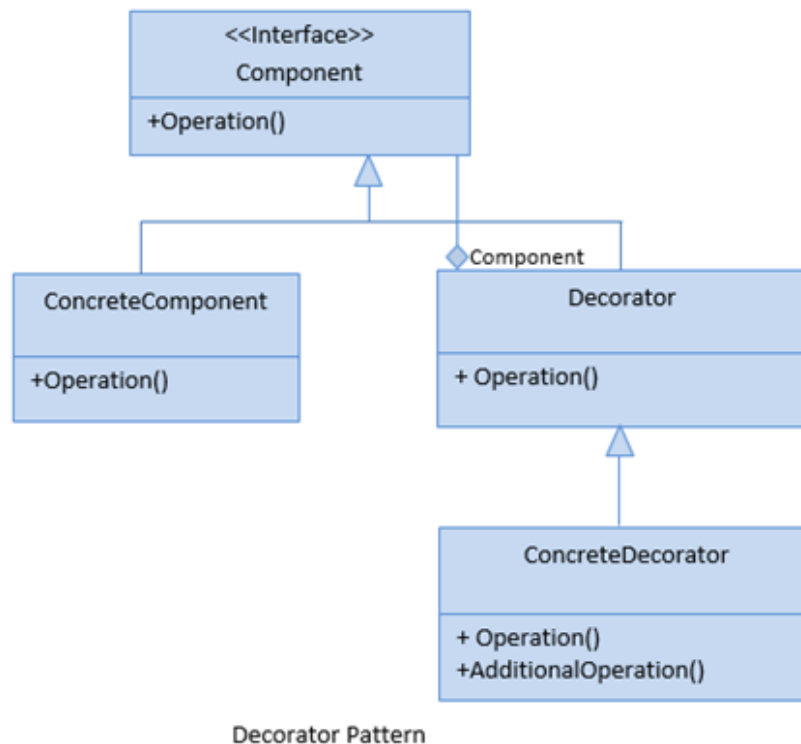 <<Interface>>
Component
+Operation()
Component
ConcreteComponent
+Operation()
Decorator
+ Operation()
ConcreteDecorator
+ Operation()
+AdditionalOperation()
Decorator Pattern